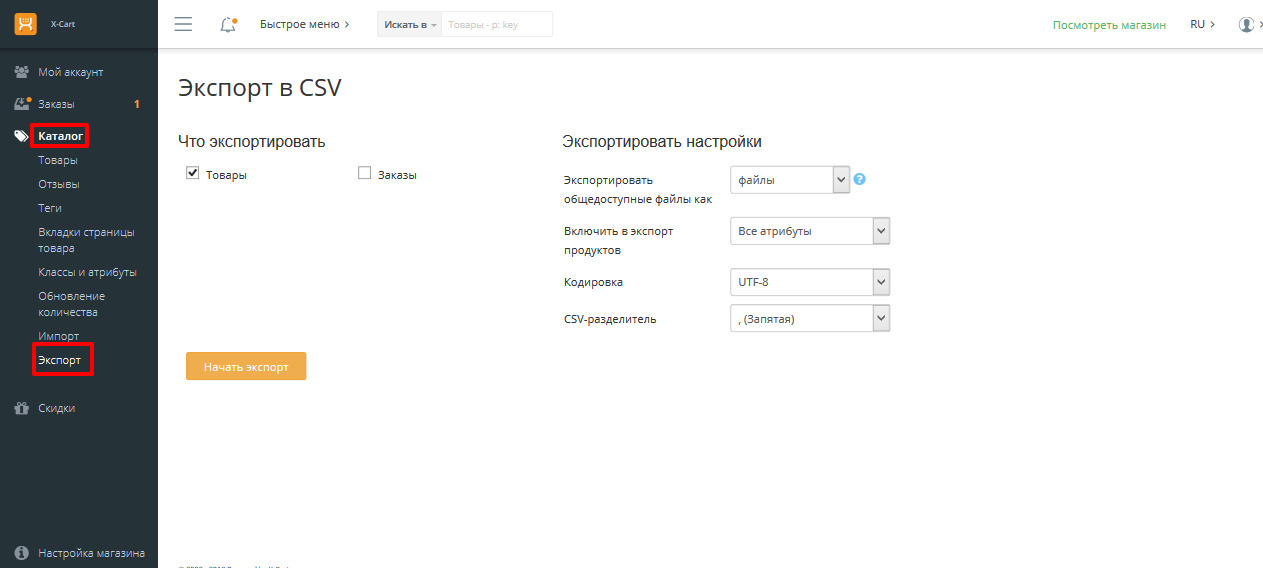 X-Cart
Быстрое меню
Искать в
Товары - p: key
Посмотреть магазин
RU
Мой аккаунт
Заказы
1
Каталог
Товары
Отзывы
Теги
Вкладки страницы
товара
Классы и атрибуты
Обновление
количества
Импорт
Экспорт
Скидки
Настройка магазина
Экспорт в CSV
Что экспортировать
Товары
Заказы
Начать экспорт
Экспортировать настройки
Экспортировать
общедоступные файлы как
файлы
?
Включить в экспорт
продуктов
Все атрибуты
Кодировка
UTF-8
CSV-разделитель
, (Запятая)